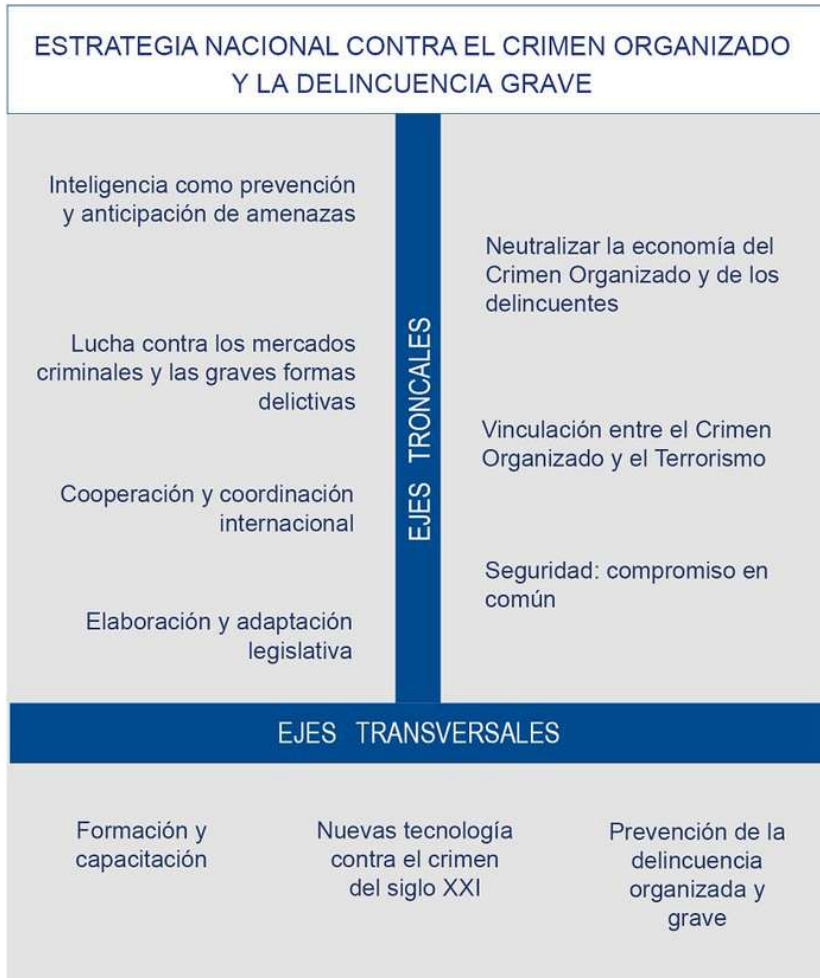 ESTRATEGIA NACIONAL CONTRA EL CRIMEN ORGANIZADO
Y LA DELINCUENCIA GRAVE
Inteligencia como prevención
y anticipación de amenazas
Lucha contra los mercados
criminales y las graves formas
delictivas
Cooperación y coordinación
internacional
Elaboración y adaptación
legislativa
EJES TRONCALES
Neutralizar la economía del
Crimen Organizado y de los
delincuentes
Vinculación entre el Crimen
Organizado y el Terrorismo
Seguridad: compromiso en
común
EJES TRANSVERSALES
Formación y
capacitación
Nuevas tecnología
contra el crimen
del siglo XXI
Prevención de la
delincuencia
organizada y
grave